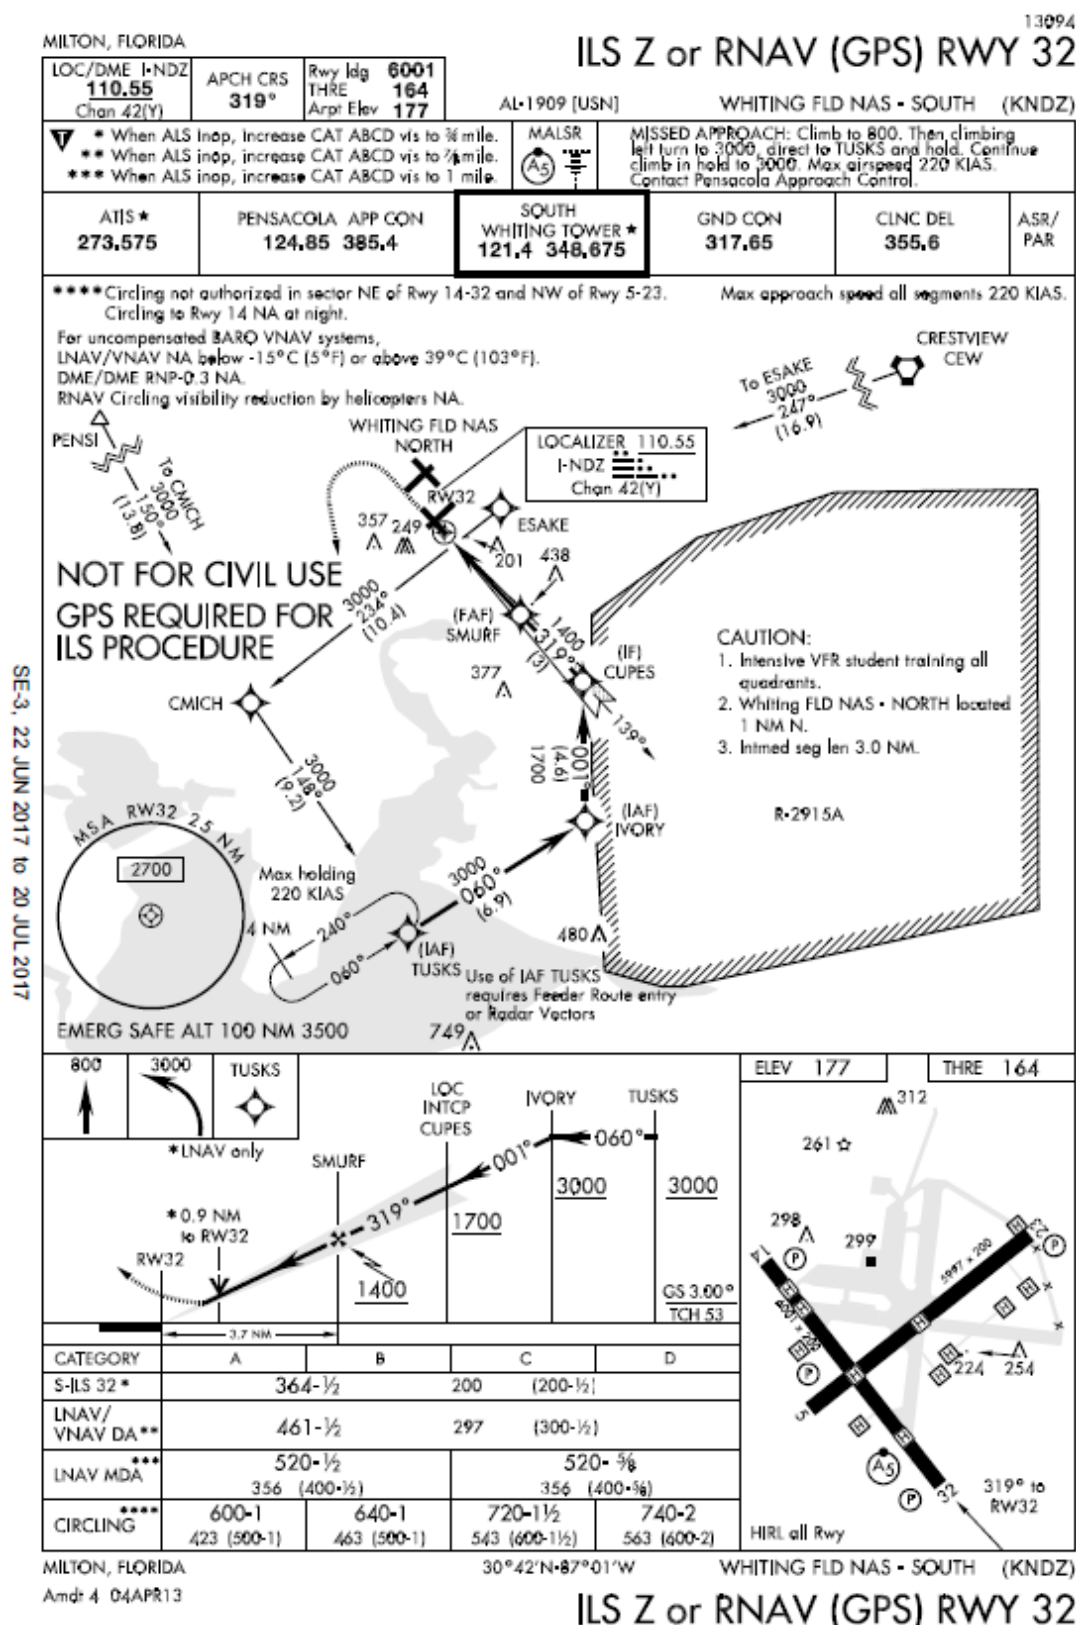 13094
MILTON, FLORIDA
ILS Z or RNAV (GPS) RWY 32
LOC/DME I-NDZ
110.55
Chan 42(Y)
APCH CRS
319°
Rwy ldg 6001
THRE 164
Arpt Elev 177
AL-1909 [USN]
WHITING FLD NAS - SOUTH (KNDZ)
T
* When ALS inop, increase CAT ABCD vis to ¾ mile.
** When ALS inop, increase CAT ABCD vis to ⅞ mile.
*** When ALS inop, increase CAT ABCD vis to 1 mile.
MALSR
A5
MISSED APPROACH: Climb to 800. Then climbing
left turn to 3000, direct to TUSKS and hold. Continue
climb in hold to 3000. Max airspeed 220 KIAS.
Contact Pensacola Approach Control.
ATIS★
273.575
PENSACOLA APP CON
124.85 385.4
SOUTH
WHITING TOWER★
121.4 348.675
GND CON
317.65
CLNC DEL
355.6
ASR/
PAR
****Circling not authorized in sector NE of Rwy 14-32 and NW of Rwy 5-23.
Circling to Rwy 14 NA at night.
Max approach speed all segments 220 KIAS.
For uncompensated BARO VNAV systems,
LNAV/VNAV NA below -15°C (5°F) or above 39°C (103°F).
DME/DME RNP-0.3 NA.
RNAV Circling visibility reduction by helicopters NA.
CRESTVIEW
CEW
To ESAKE
3000
247°
(16.9)
PENSI
To CMICH
3000
150°
(13.8)
WHITING FLD NAS
NORTH
LOCALIZER 110.55
I-NDZ
Chan 42(Y)
RW32
ESAKE
357
249
201
438
NOT FOR CIVIL USE
GPS REQUIRED FOR
ILS PROCEDURE
3000
234°
(10.4)
(FAF)
SMURF
1400
319°
(3)
(IF)
CUPES
377
139°
CAUTION:
1. Intensive VFR student training all
quadrants.
2. Whiting FLD NAS - NORTH located
1 NM N.
3. Intmed seg len 3.0 NM.
CMICH
3000
148°
(9.2)
001°
(4.6)
1700
(IAF)
IVORY
R-2915A
MSA RW32 25 NM
2700
Max holding
220 KIAS
3000
060°
(6.9)
4 NM
240°
060°
(IAF)
TUSKS
480
Use of IAF TUSKS
requires Feeder Route entry
or Radar Vectors
EMERG SAFE ALT 100 NM 3500
749
SE-3, 22 JUN 2017 to 20 JUL 2017
800
3000
TUSKS
*LNAV only
LOC
INTCP
CUPES
IVORY
TUSKS
060°
001°
SMURF
319°
3000
3000
1700
*0.9 NM
to RW32
RW32
1400
GS 3.00°
TCH 53
3.7 NM
ELEV 177
THRE 164
312
261
298
299
P
14
23
P
5997 x 200
P
224
254
5
A5
P
32
319° to
RW32
HIRL all Rwy
CATEGORY A B C D
S-ILS 32 * 364-½ 200 (200-½)
LNAV/
VNAV DA** 461-½ 297 (300-½)
LNAV MDA*** 520-½ 520-⅝
356 (400-½) 356 (400-⅝)
CIRCLING**** 600-1 640-1 720-1½ 740-2
423 (500-1) 463 (500-1) 543 (600-1½) 563 (600-2)
MILTON, FLORIDA
30°42'N-87°01'W
WHITING FLD NAS - SOUTH (KNDZ)
Amdt 4 04APR13
ILS Z or RNAV (GPS) RWY 32